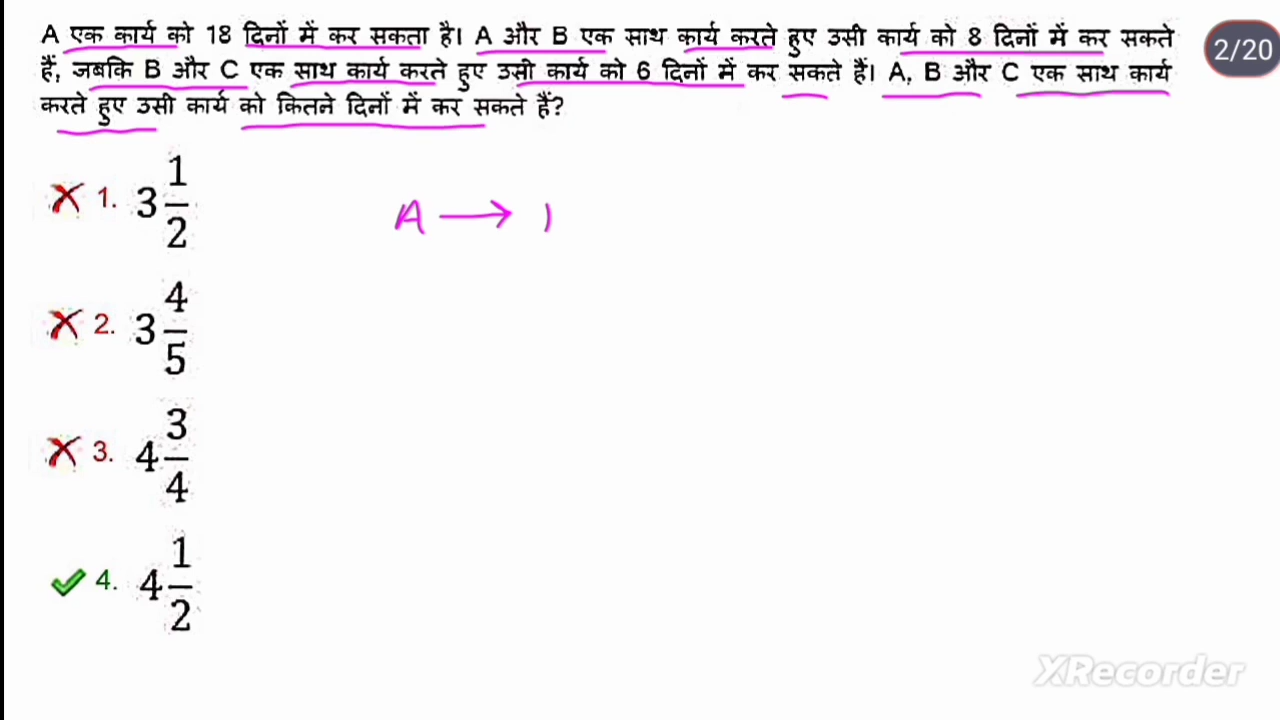 A एक कार्य को 18 दिनों में कर सकता है। A और B एक साथ कार्य करते हुए उसी कार्य को 8 दिनों में कर सकते
हैं, जबकि B और C एक साथ कार्य करते हुए उसी कार्य को 6 दिनों में कर सकते हैं। A, B और C एक साथ कार्य
करते हुए उसी कार्य को कितने दिनों में कर सकते हैं?
2/20
1. 3 1/2
A → 1
2. 3 4/5
3. 4 3/4
4. 4 1/2
XRecorder